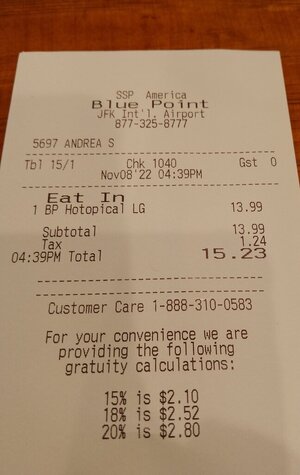 SSP America
Blue Point
JFK Int'l, Airport
877-325-8777
5697 ANDREA S
Tbl 15/1 Chk 1040 Gst 0
Nov08'22 04:39PM
Eat In
1 BP Hotopical LG 13.99
Subtotal 13.99
Tax 1.24
04:39PM Total 15.23
Customer Care 1-888-310-0583
For your convenience we are
providing the following
gratuity calculations:
15% is $2.10
18% is $2.52
20% is $2.80